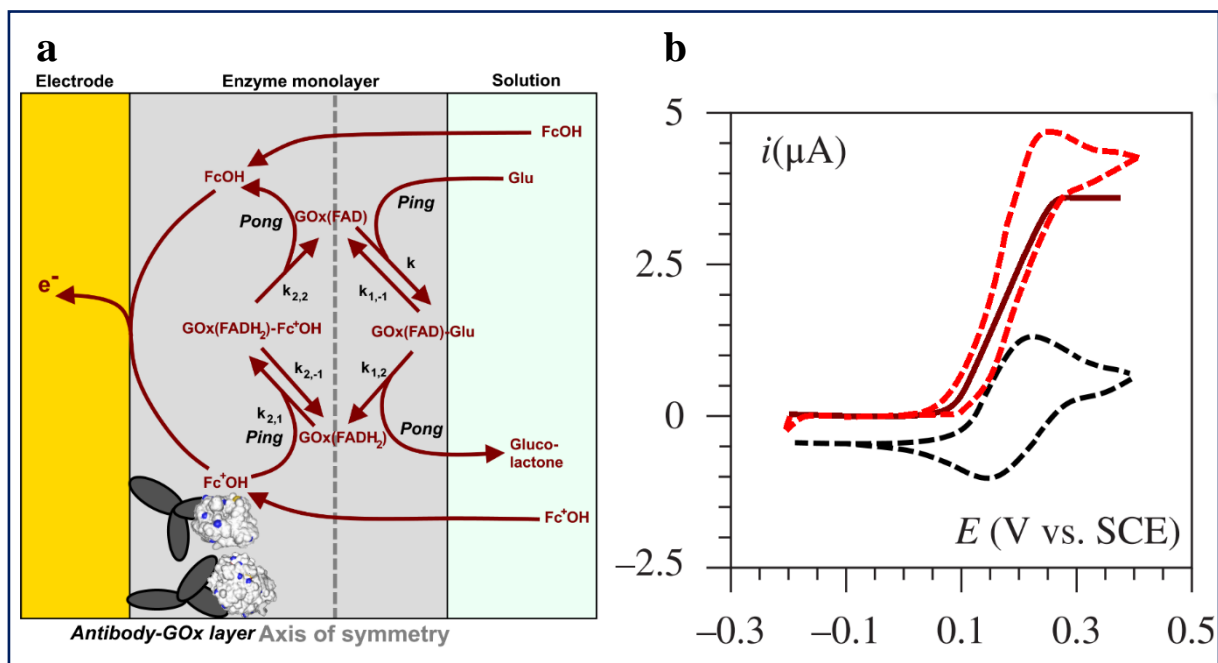 a
Electrode Enzyme monolayer Solution
FcOH
FcOH
Glu
Ping
Pong
GOx(FAD)
e-
k
k2,2
k1,-1
GOx(FADH2)-Fc+OH
GOx(FAD)-Glu
k2,-1
k1,2
k2,1
Ping
GOx(FADH2)
Pong
Gluco-
lactone
Fc+OH
Fc+OH
Antibody-GOx layer Axis of symmetry
b
5
i(µA)
2.5
0
E (V vs. SCE)
−2.5
−0.3 −0.1 0.1 0.3 0.5